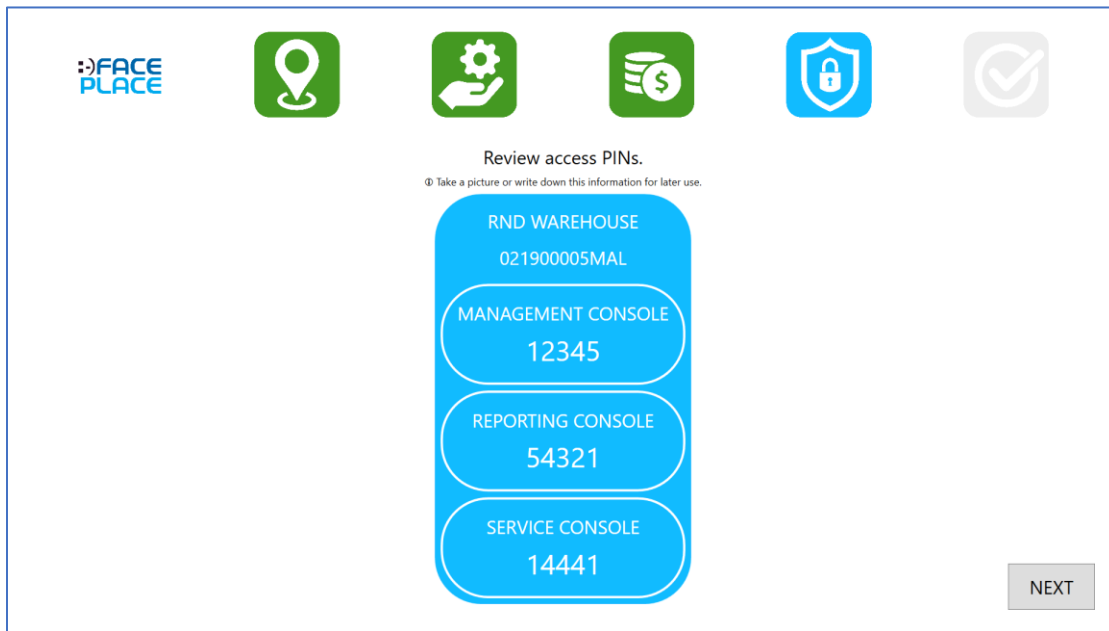 :-)FACE
PLACE
$
Review access PINs.
🛈 Take a picture or write down this information for later use.
RND WAREHOUSE
021900005MAL
MANAGEMENT CONSOLE
12345
REPORTING CONSOLE
54321
SERVICE CONSOLE
14441
NEXT